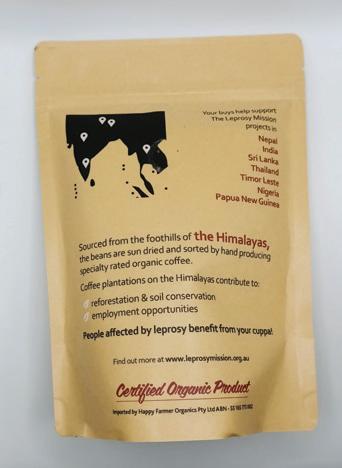 Your buys help support
The Leprosy Mission
projects in
Nepal
India
Sri Lanka
Thailand
Timor Leste
Nigeria
Papua New Guinea
Sourced from the foothills of the Himalayas,
the beans are sun dried and sorted by hand producing
specialty rated organic coffee.
Coffee plantations on the Himalayas contribute to:
reforestation & soil conservation
employment opportunities
People affected by leprosy benefit from your cuppa!
Find out more at www.leprosymission.org.au
Certified Organic Product
Imported by Happy Farmer Organics Pty Ltd ABN -